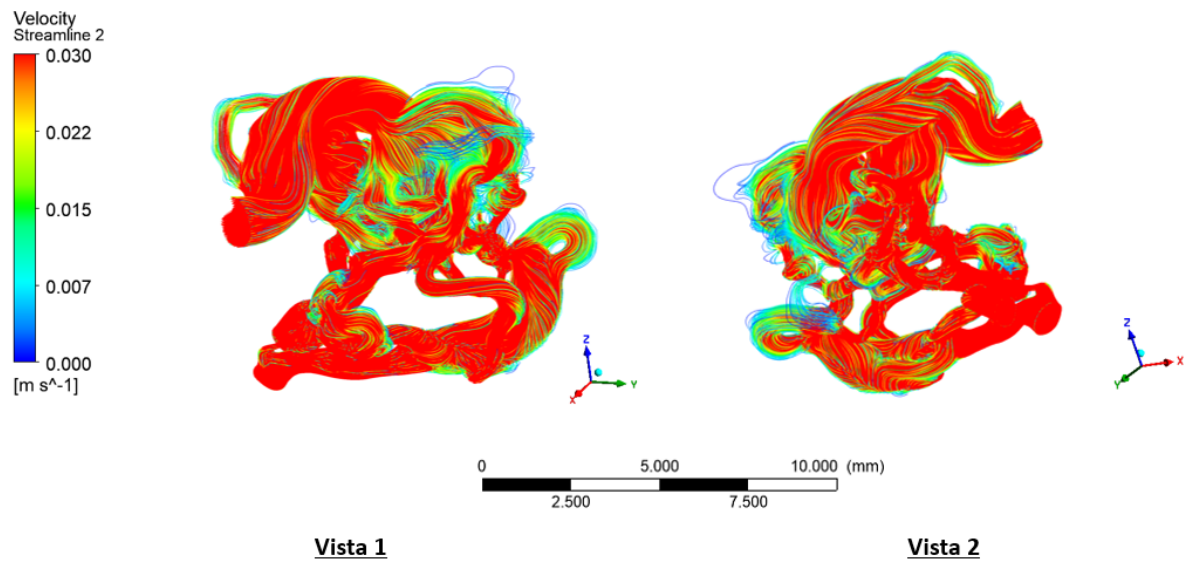 Velocity
Streamline 2
0.030
0.022
0.015
0.007
0.000
[m s^-1]
Z
Y
X
Z
X
Y
0 5.000 10.000 (mm)
2.500 7.500
Vista 1 Vista 2